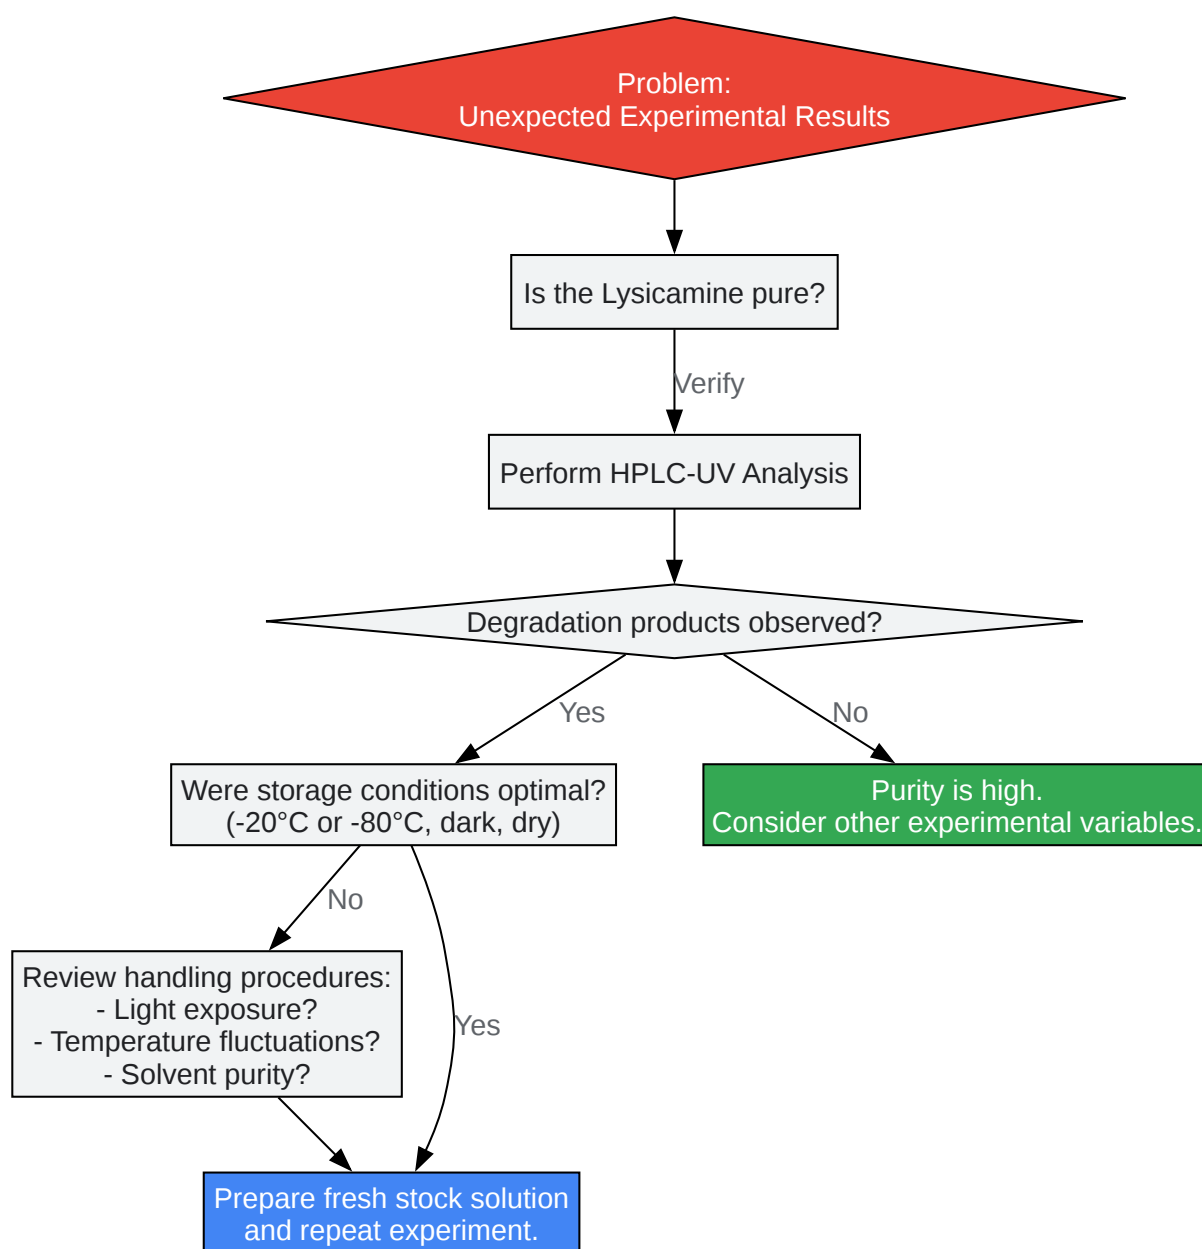 Problem:
Unexpected Experimental Results
Is the Lysicamine pure?
Verify
Perform HPLC-UV Analysis
Degradation products observed?
Yes
No
Were storage conditions optimal?
(-20°C or -80°C, dark, dry)
Purity is high.
Consider other experimental variables.
No
Review handling procedures:
- Light exposure?
- Temperature fluctuations?
- Solvent purity?
Yes
Prepare fresh stock solution
and repeat experiment.